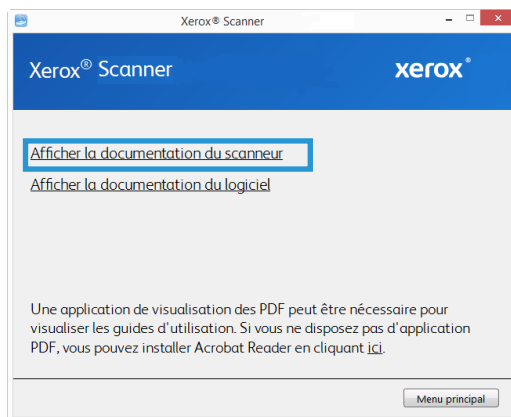 Xerox® Scanner
Xerox® Scanner
xerox®
Afficher la documentation du scanneur
Afficher la documentation du logiciel
Une application de visualisation des PDF peut être nécessaire pour
visualiser les guides d'utilisation. Si vous ne disposez pas d'application
PDF, vous pouvez installer Acrobat Reader en cliquant ici.
Menu principal